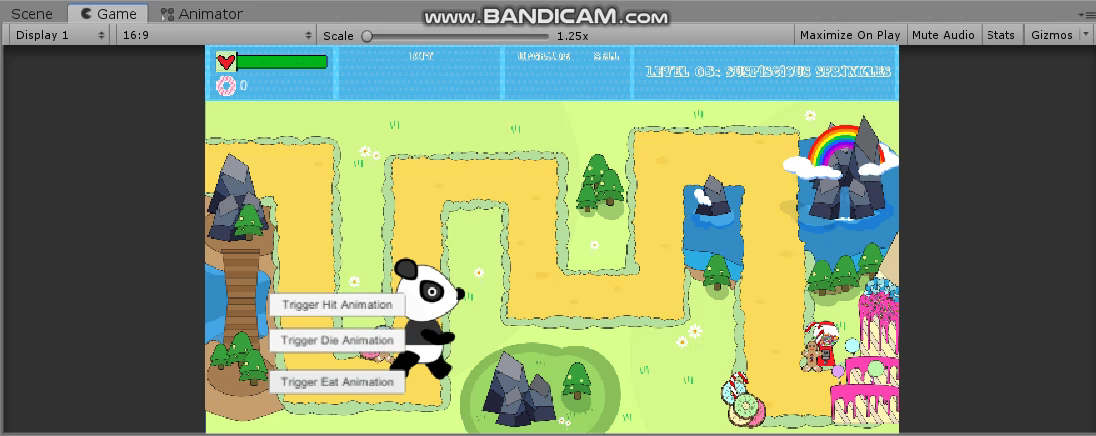 www.BANDICAM.com
Scene Game Animator
Display 1 16:9 Scale 1.25x Maximize On Play Mute Audio Stats Gizmos
BUY UPGRADE SELL
LEVEL 05: SUSPISCIOUS SPRINKLES
0
Trigger Hit Animation
Trigger Die Animation
Trigger Eat Animation